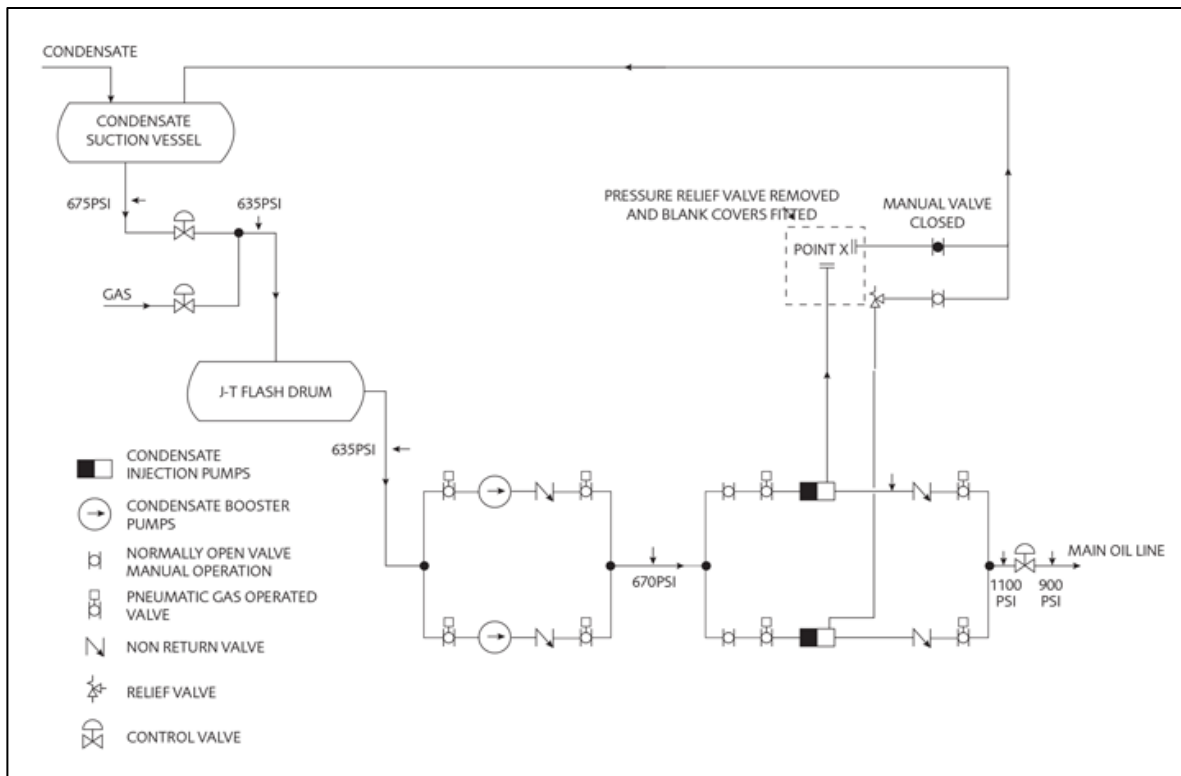 CONDENSATE
CONDENSATE
SUCTION VESSEL
675PSI
635PSI
GAS
PRESSURE RELIEF VALVE REMOVED
AND BLANK COVERS FITTED
MANUAL VALVE
CLOSED
POINT X
J-T FLASH DRUM
635PSI
670PSI
MAIN OIL LINE
1100
PSI
900
PSI
CONDENSATE
INJECTION PUMPS
CONDENSATE BOOSTER
PUMPS
NORMALLY OPEN VALVE
MANUAL OPERATION
PNEUMATIC GAS OPERATED
VALVE
NON RETURN VALVE
RELIEF VALVE
CONTROL VALVE